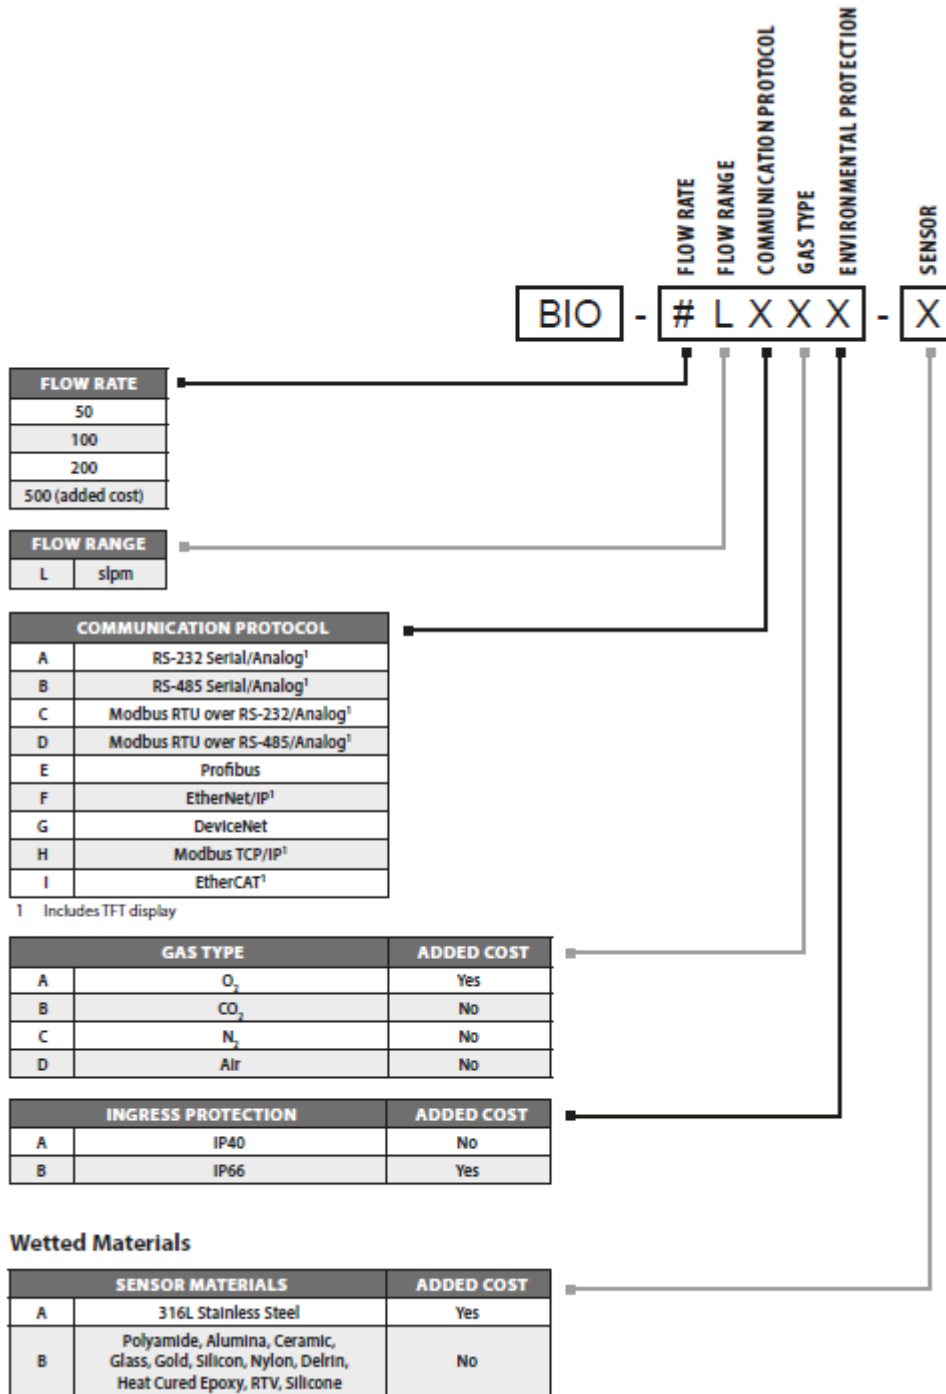 FLOW RATE
FLOW RANGE
COMMUNICATION PROTOCOL
GAS TYPE
ENVIRONMENTAL PROTECTION
SENSOR
BIO - # L X X X - X
FLOW RATE
50
100
200
500 (added cost)
FLOW RANGE
L slpm
COMMUNICATION PROTOCOL
A RS-232 Serial/Analog¹
B RS-485 Serial/Analog¹
C Modbus RTU over RS-232/Analog¹
D Modbus RTU over RS-485/Analog¹
E Profibus
F EtherNet/IP¹
G DeviceNet
H Modbus TCP/IP¹
I EtherCAT¹
1 Includes TFT display
GAS TYPE ADDED COST
A O₂ Yes
B CO₂ No
C N₂ No
D Air No
INGRESS PROTECTION ADDED COST
A IP40 No
B IP66 Yes
Wetted Materials
SENSOR MATERIALS ADDED COST
A 316L Stainless Steel Yes
B Polyamide, Alumina, Ceramic,
Glass, Gold, Silicon, Nylon, Delrin, No
Heat Cured Epoxy, RTV, Silicone